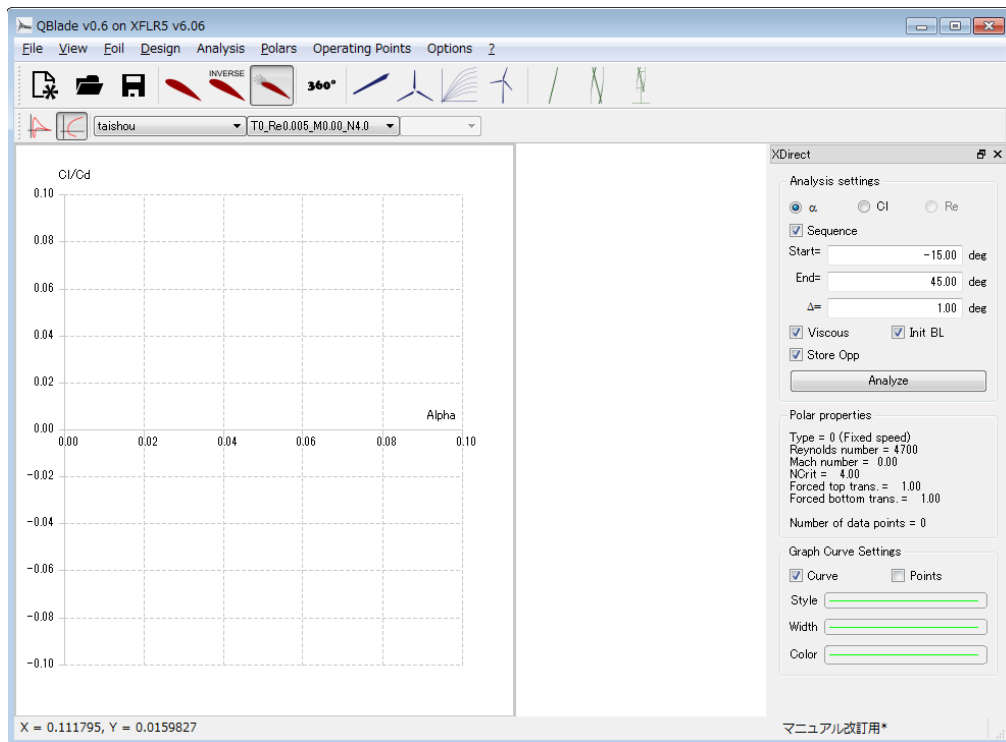 QBlade v0.6 on XFLR5 v6.06
File View Foil Design Analysis Polars Operating Points Options ?
INVERSE
360°
taishou T0_Re0.005_M0.00_N4.0
XDirect
Cl/Cd
0.10
0.08
0.06
0.04
0.02
0.00
-0.02
-0.04
-0.06
-0.08
-0.10
Alpha
0.00 0.02 0.04 0.06 0.08 0.10
Analysis settings
α Cl Re
Sequence
Start= -15.00 deg
End= 45.00 deg
Δ= 1.00 deg
Viscous Init BL
Store Opp
Analyze
Polar properties
Type = 0 (Fixed speed)
Reynolds number = 4700
Mach number = 0.00
NCrit = 4.00
Forced top trans. = 1.00
Forced bottom trans. = 1.00
Number of data points = 0
Graph Curve Settings
Curve Points
Style
Width
Color
X = 0.111795, Y = 0.0159827
マニュアル改訂用*